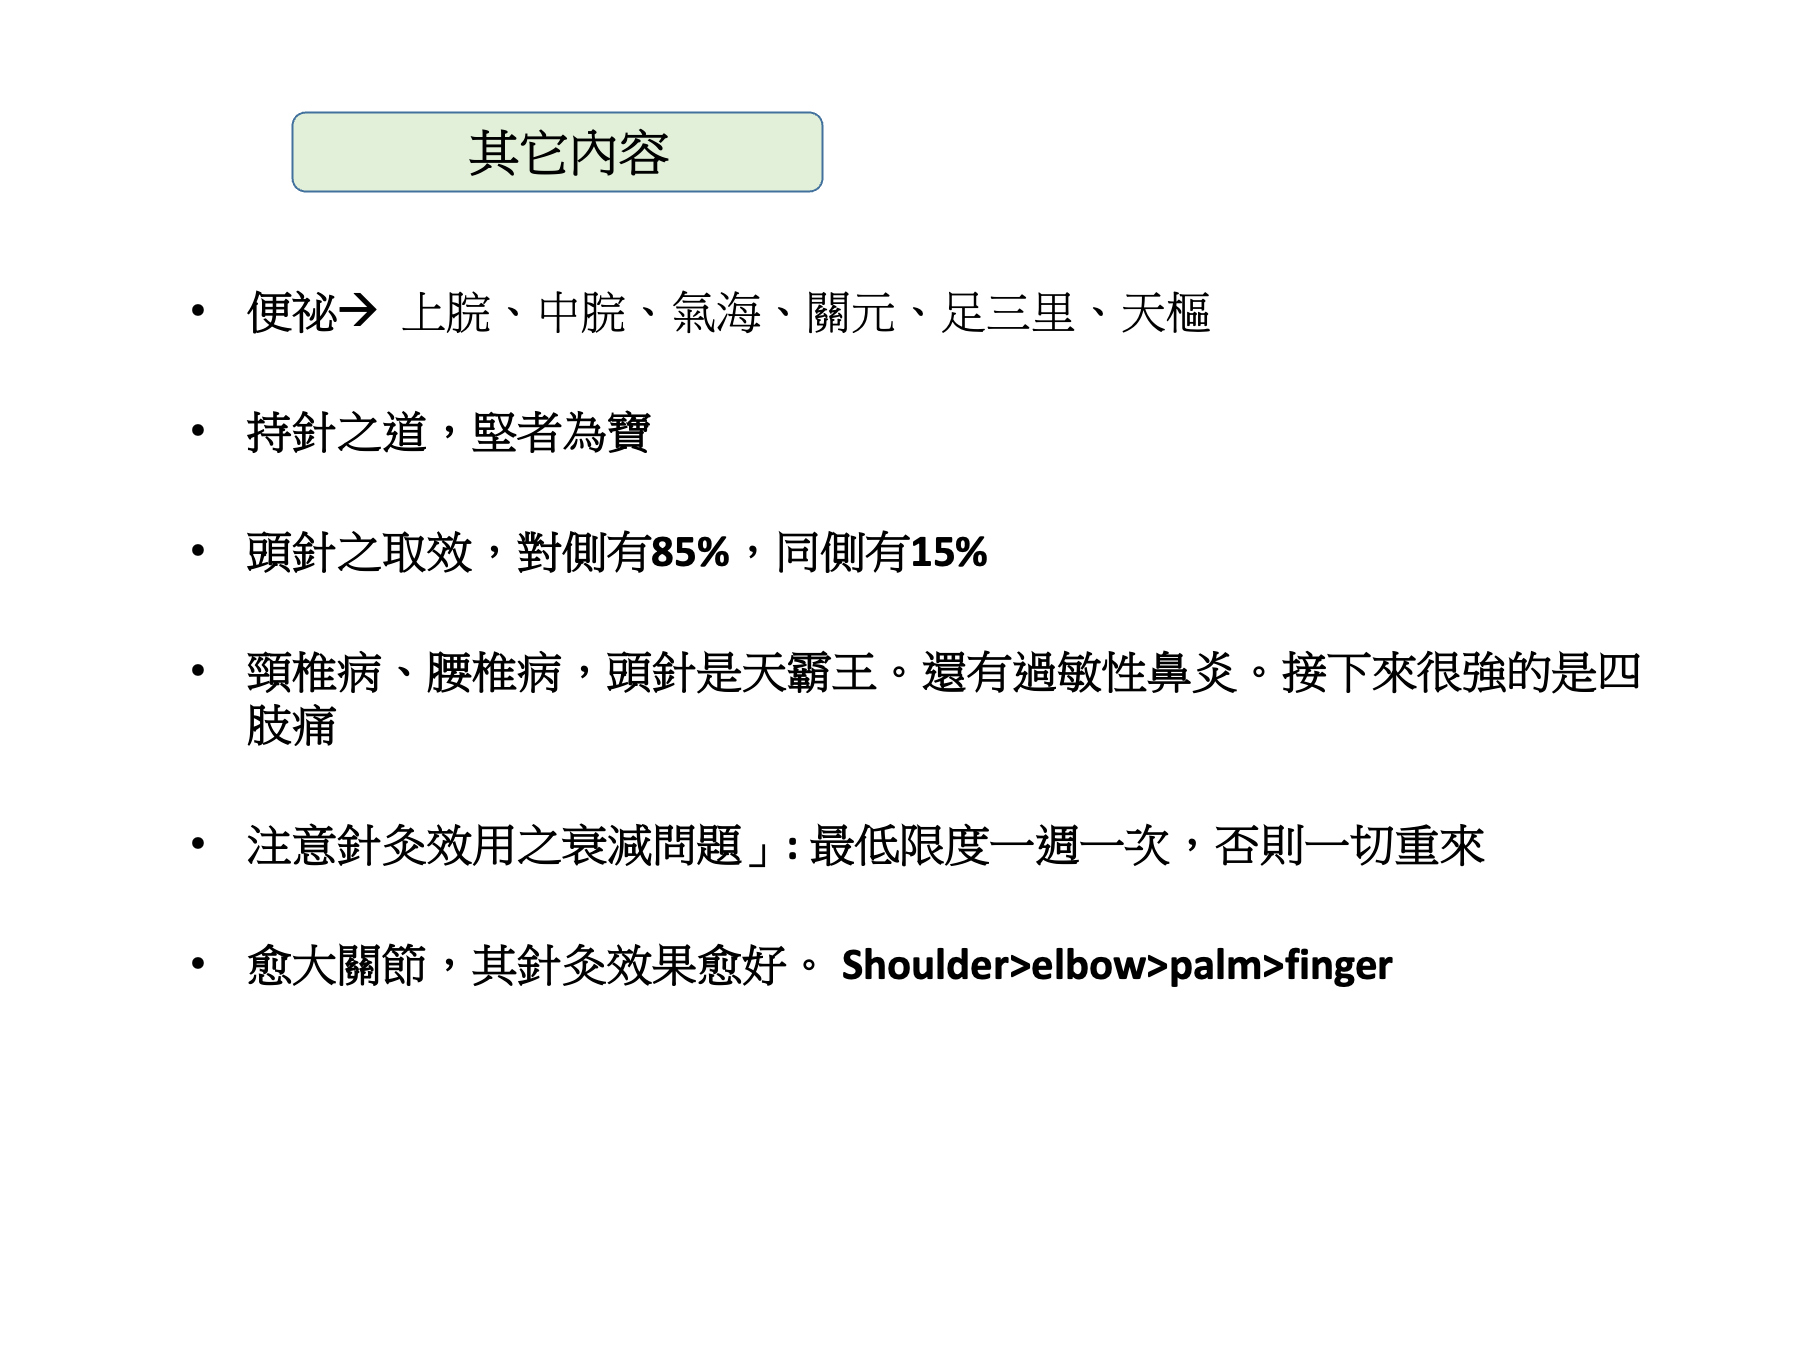 其它內容
• 便祕→ 上脘、中脘、氣海、關元、足三里、天樞
• 持針之道，堅者為寶
• 頭針之取效，對側有85%，同側有15%
• 頸椎病、腰椎病，頭針是天霸王。還有過敏性鼻炎。接下來很強的是四
肢痛
• 注意針灸效用之衰減問題」: 最低限度一週一次，否則一切重來
• 愈大關節，其針灸效果愈好。 Shoulder>elbow>palm>finger